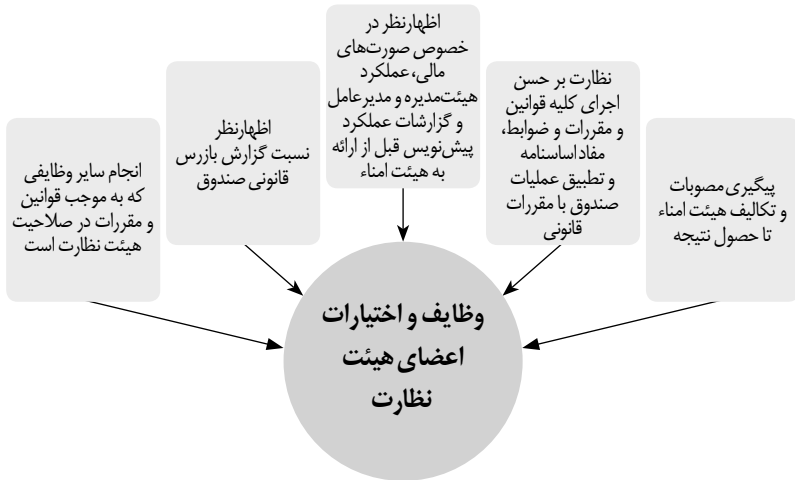 پیگیری مصوبات
و تکالیف هیئت امناء
تا حصول نتیجه
نظارت بر حسن
اجرای کلیه قوانین
و مقررات و ضوابط،
مفاد اساسنامه
و تطبیق عملیات
صندوق با مقررات
قانونی
اظهارنظر در
خصوص صورت‌های
مالی، عملکرد
هیئت‌مدیره و مدیرعامل
و گزارشات عملکرد
پیش‌نویس قبل از ارائه
به هیئت امناء
اظهارنظر
نسبت گزارش بازرس
قانونی صندوق
انجام سایر وظایفی
که به موجب قوانین
و مقررات در صلاحیت
هیئت نظارت است
وظایف و اختیارات
اعضای هیئت
نظارت